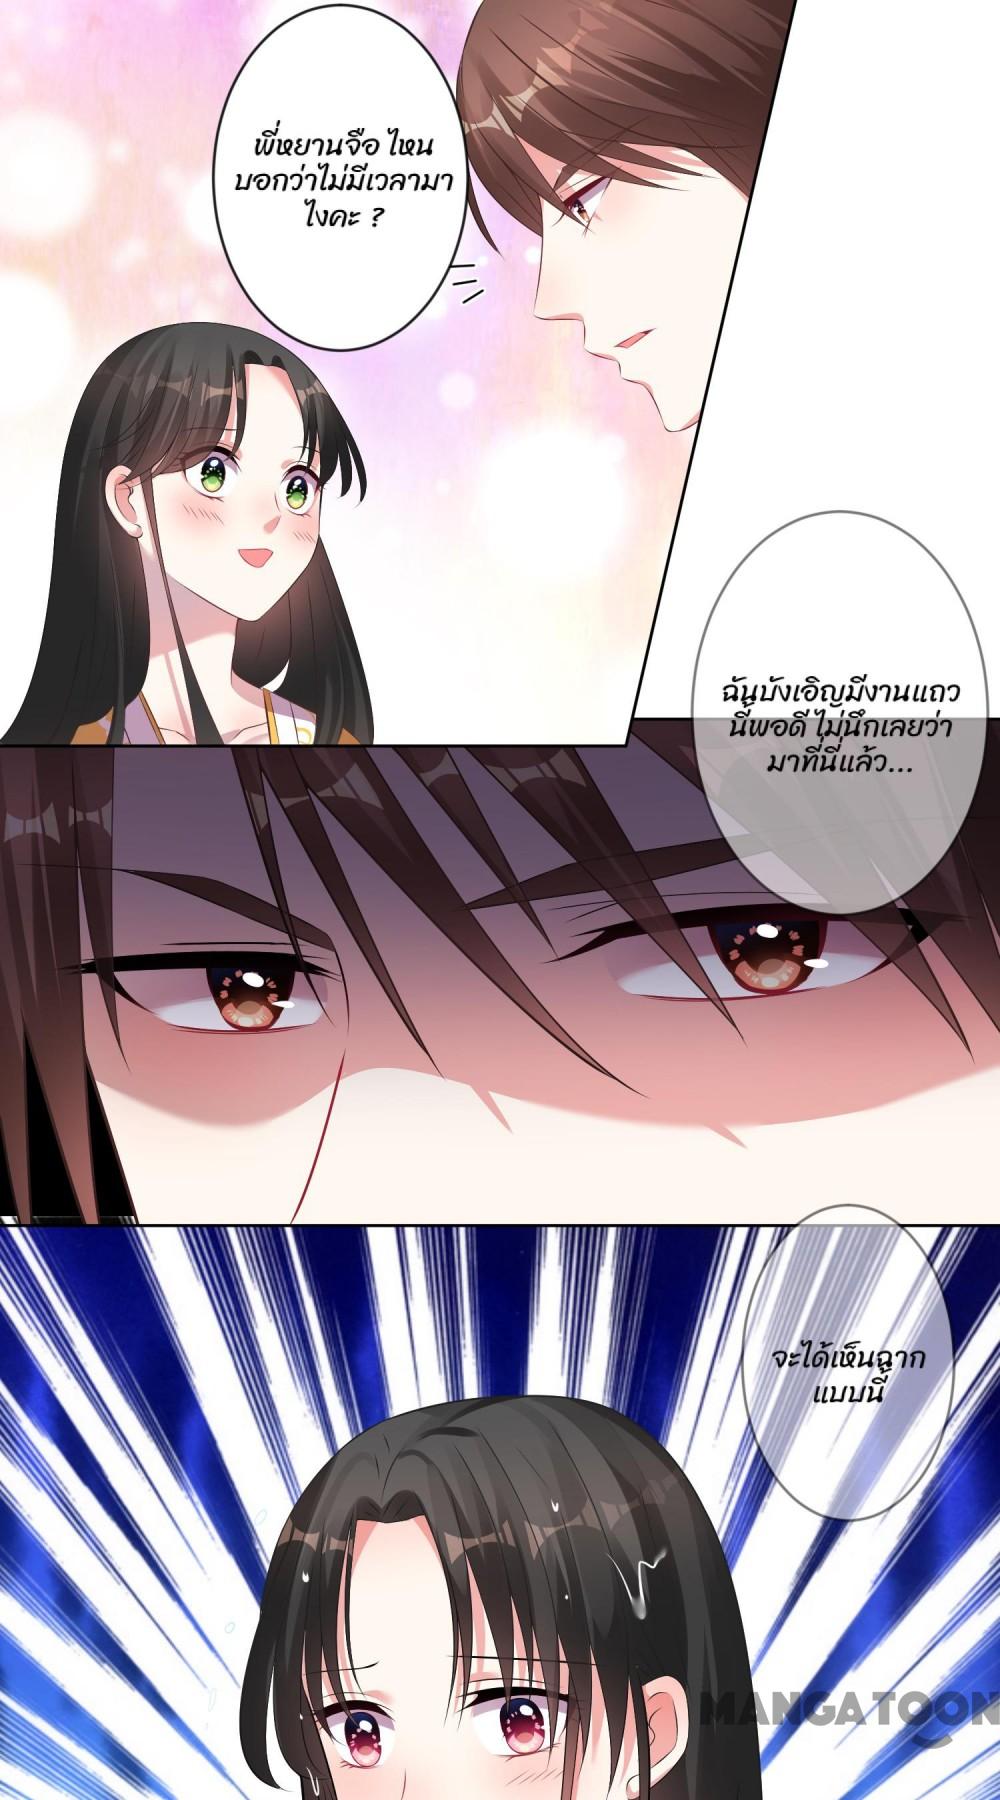 พี่หยานจือ ไหน
บอกว่าไม่มีเวลามา
ไงคะ ?
ฉันบังเอิญมีงานแถว
นี้พอดี ไม่นึกเลยว่า
มาที่นี่แล้ว...
จะได้เห็นฉาก
แบบนี้
MANGATOON